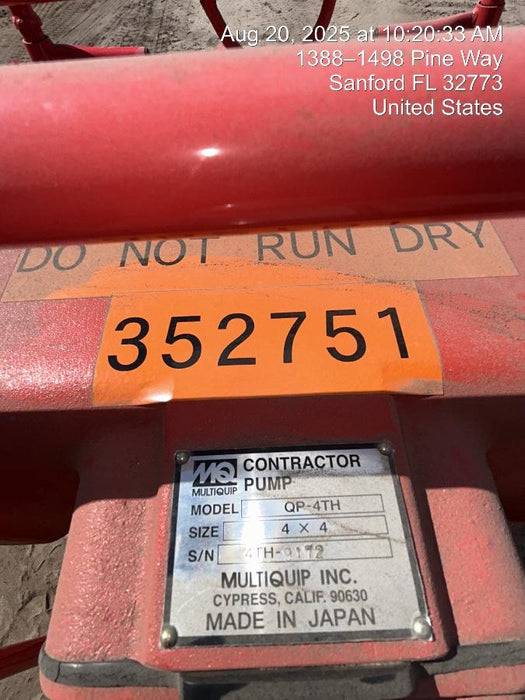 Aug 20, 2025 at 10:20:33 AM
1388–1498 Pine Way
Sanford FL 32773
United States
DO NOT RUN DRY
352751
MQ CONTRACTOR
MULTIQUIP PUMP
MODEL QP-4TH
SIZE 4 × 4
S/N 4TH-9172
MULTIQUIP INC.
CYPRESS, CALIF. 90630
MADE IN JAPAN